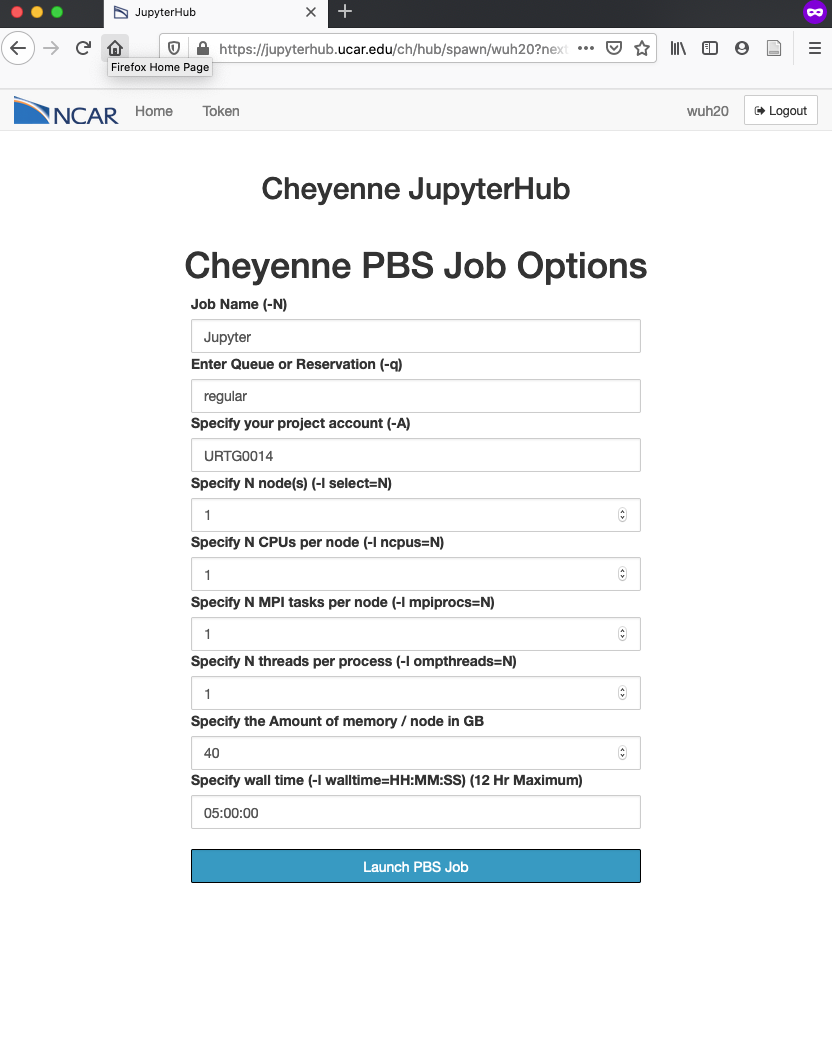 JupyterHub
https://jupyterhub.ucar.edu/ch/hub/spawn/wuh20?next
Firefox Home Page
NCAR Home Token wuh20 Logout
Cheyenne JupyterHub
Cheyenne PBS Job Options
Job Name (-N)
Jupyter
Enter Queue or Reservation (-q)
regular
Specify your project account (-A)
URTG0014
Specify N node(s) (-l select=N)
1
Specify N CPUs per node (-l ncpus=N)
1
Specify N MPI tasks per node (-l mpiprocs=N)
1
Specify N threads per process (-l ompthreads=N)
1
Specify the Amount of memory / node in GB
40
Specify wall time (-l walltime=HH:MM:SS) (12 Hr Maximum)
05:00:00
Launch PBS Job